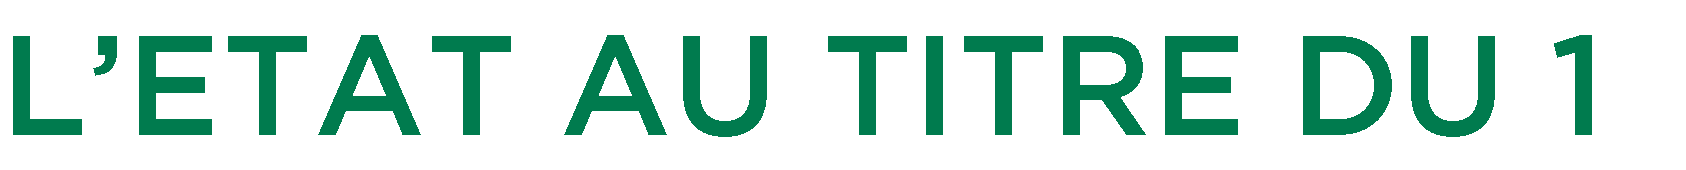 L’ETAT AU TITRE DU 1